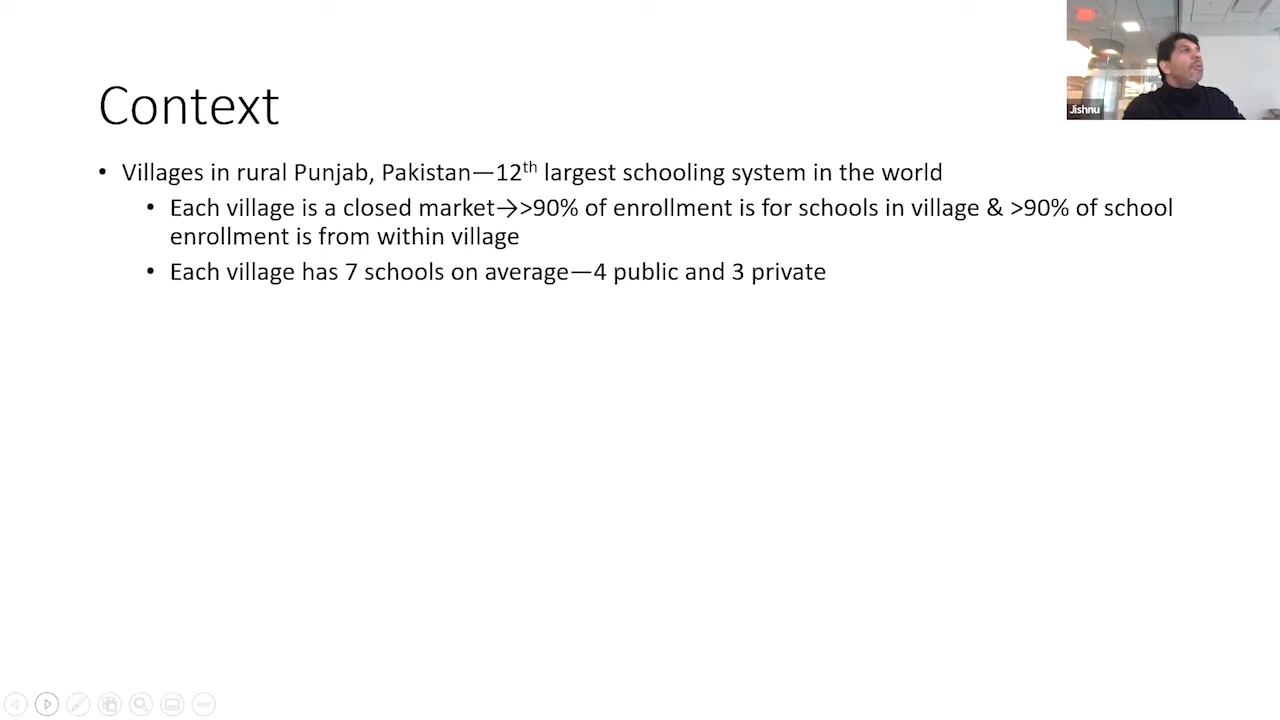 Context
• Villages in rural Punjab, Pakistan—12th largest schooling system in the world
• Each village is a closed market→>90% of enrollment is for schools in village & >90% of school
enrollment is from within village
• Each village has 7 schools on average—4 public and 3 private
Jishnu